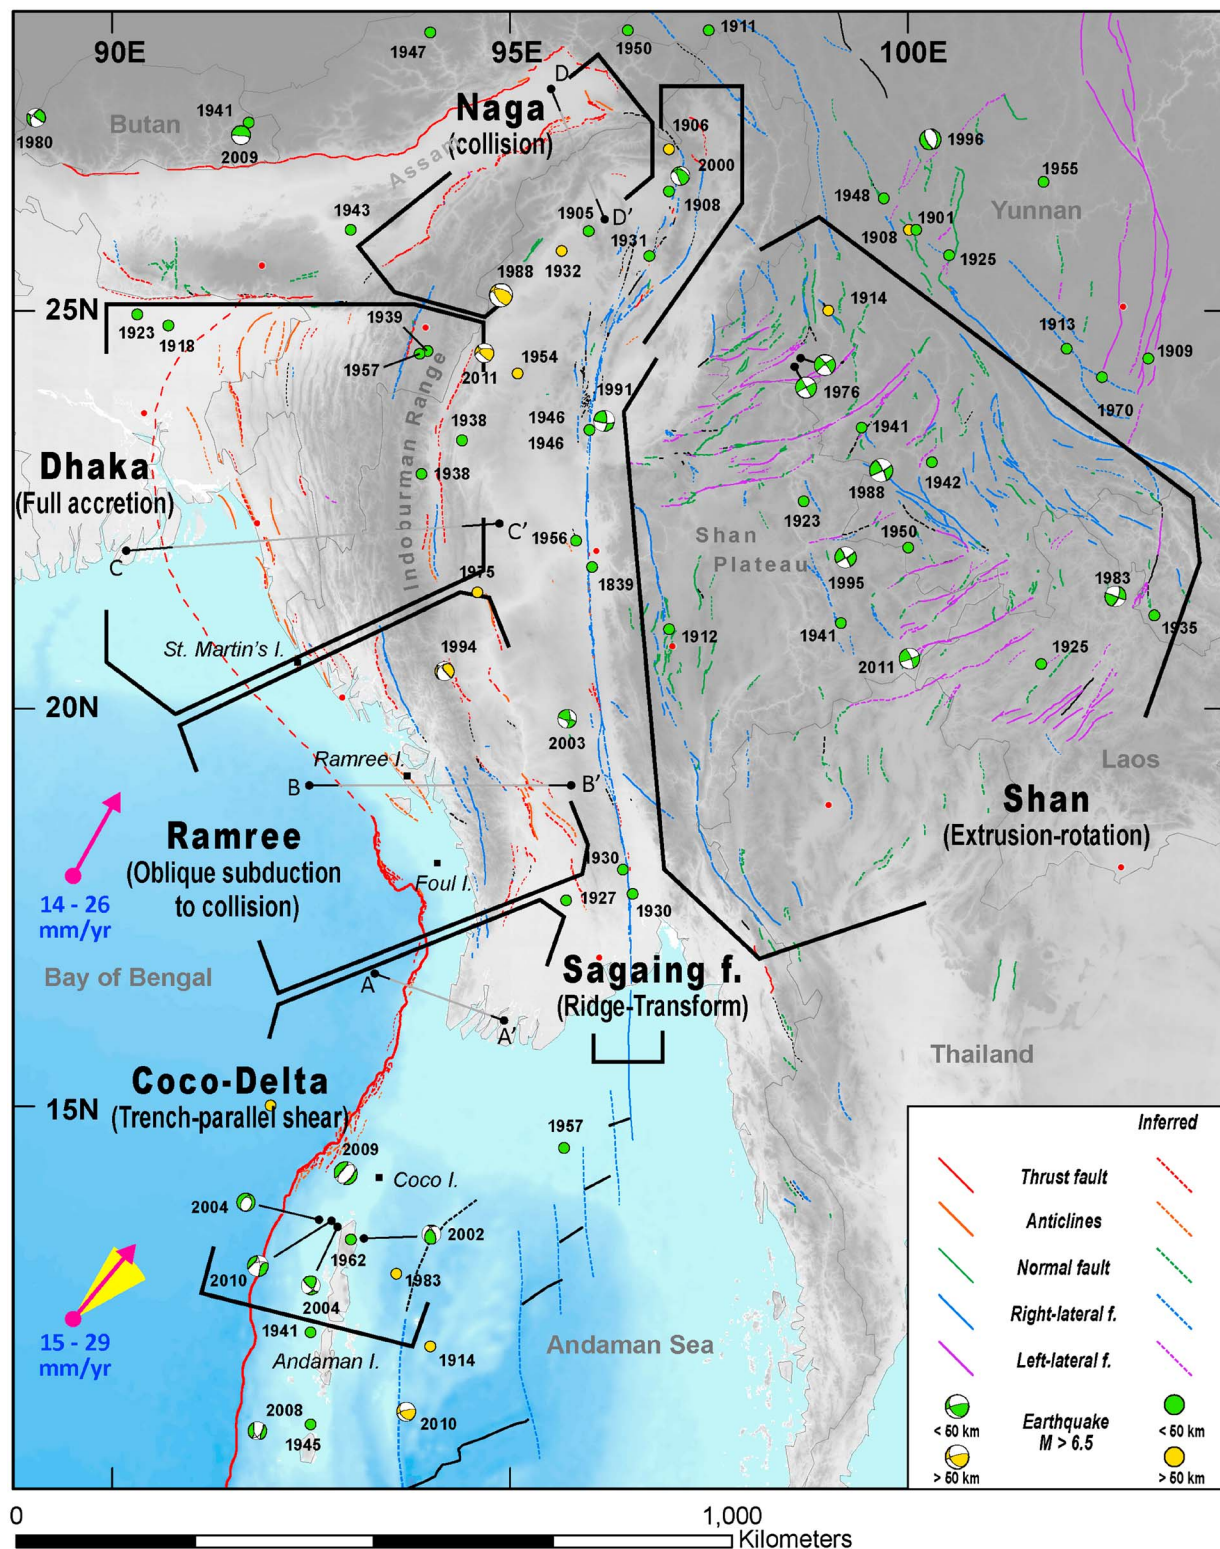 90E
95E
100E
1947
1950
1911
D
Naga
(collision)
Butan
1941
2009
1980
Assam
1906
2000
1908
1996
1955
1948
Yunnan
1943
1905
D'
1931
1901
1908
1932
1925
1988
25N
1923
1918
1939
1957
2011
1954
1914
1913
1909
1970
Indoburman Range
1991
1976
1938
1946
1946
1941
1938
1988
1942
Dhaka
(Full accretion)
1923
C'
C
1956
Shan
Plateau
1950
1975
1839
1995
1983
1935
St. Martin's I.
1994
1912
1941
2011
1925
20N
2003
Laos
Ramree I.
B
B'
Shan
(Extrusion-rotation)
Ramree
(Oblique subduction
to collision)
1930
Foul I.
1927
1930
14 - 26
mm/yr
Bay of Bengal
A
Sagaing f.
(Ridge-Transform)
A'
Thailand
Coco-Delta
(Trench-parallel shear)
15N
1957
2009
Coco I.
2004
2002
1962
2010
2004
1983
15 - 29
mm/yr
1941
Andaman I.
1914
Andaman Sea
2008
1945
2010
Inferred
Thrust fault
Anticlines
Normal fault
Right-lateral f.
Left-lateral f.
Earthquake
M > 6.5
< 60 km
< 60 km
> 60 km
> 60 km
0
1,000
Kilometers